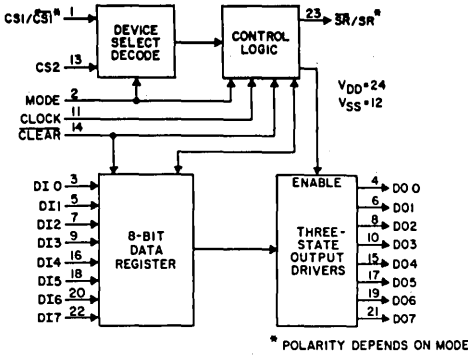 CS1/C̅S̅1̅* 1
CS2 13
MODE 2
CLOCK 11
C̅L̅E̅A̅R̅ 14
DEVICE
SELECT
DECODE
CONTROL
LOGIC
23 S̅R̅/SR*
VDD=24
VSS=12
DI 0 3
DI1 5
DI2 7
DI3 9
DI4 16
DI5 18
DI6 20
DI7 22
8-BIT
DATA
REGISTER
ENABLE
THREE-
STATE
OUTPUT
DRIVERS
4 DO 0
6 DO1
8 DO2
10 DO3
15 DO4
17 DO5
19 DO6
21 DO7
* POLARITY DEPENDS ON MODE